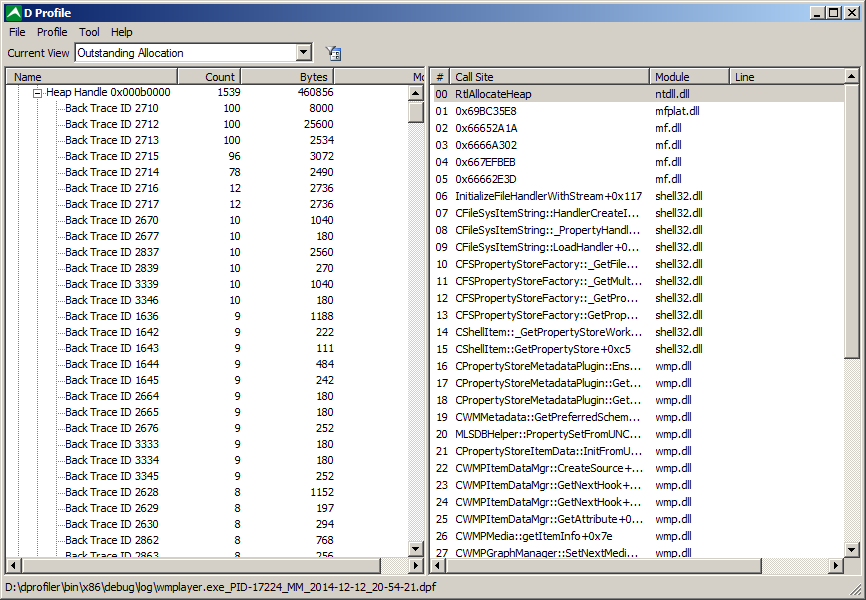 D Profile
File Profile Tool Help
Current View Outstanding Allocation
Name Count Bytes Mo
Heap Handle 0x000b0000 1539 460856
Back Trace ID 2710 100 8000
Back Trace ID 2712 100 25600
Back Trace ID 2713 100 2534
Back Trace ID 2715 96 3072
Back Trace ID 2714 78 2490
Back Trace ID 2716 12 2736
Back Trace ID 2717 12 2736
Back Trace ID 2670 10 1040
Back Trace ID 2677 10 180
Back Trace ID 2837 10 2560
Back Trace ID 2839 10 270
Back Trace ID 3339 10 1040
Back Trace ID 3346 10 180
Back Trace ID 1636 9 1188
Back Trace ID 1642 9 222
Back Trace ID 1643 9 111
Back Trace ID 1644 9 484
Back Trace ID 1645 9 242
Back Trace ID 2664 9 180
Back Trace ID 2665 9 180
Back Trace ID 2676 9 252
Back Trace ID 3333 9 180
Back Trace ID 3334 9 180
Back Trace ID 3345 9 252
Back Trace ID 2628 8 1152
Back Trace ID 2629 8 197
Back Trace ID 2630 8 294
Back Trace ID 2862 8 768
Back Trace ID 2863 8 256
# Call Site Module Line
00 RtlAllocateHeap ntdll.dll
01 0x69BC35E8 mfplat.dll
02 0x66652A1A mf.dll
03 0x6666A302 mf.dll
04 0x667EFBEB mf.dll
05 0x66662E3D mf.dll
06 InitializeFileHandlerWithStream+0x117 shell32.dll
07 CFileSysItemString::HandlerCreateI... shell32.dll
08 CFileSysItemString::_PropertyHandl... shell32.dll
09 CFileSysItemString::LoadHandler+0... shell32.dll
10 CFSPropertyStoreFactory::_GetFile... shell32.dll
11 CFSPropertyStoreFactory::_GetMult... shell32.dll
12 CFSPropertyStoreFactory::_GetPro... shell32.dll
13 CFSPropertyStoreFactory::GetProp... shell32.dll
14 CShellItem::_GetPropertyStoreWork... shell32.dll
15 CShellItem::GetPropertyStore+0xc5 shell32.dll
16 CPropertyStoreMetadataPlugin::Ens... wmp.dll
17 CPropertyStoreMetadataPlugin::Get... wmp.dll
18 CPropertyStoreMetadataPlugin::Get... wmp.dll
19 CWMMetadata::GetPreferredSchem... wmp.dll
20 MLSDBHelper::PropertySetFromUNC... wmp.dll
21 CPropertyStoreItemData::InitFromU... wmp.dll
22 CWMPItemDataMgr::CreateSource+... wmp.dll
23 CWMPItemDataMgr::GetNextHook+... wmp.dll
24 CWMPItemDataMgr::GetNextHook+... wmp.dll
25 CWMPItemDataMgr::GetAttribute+0... wmp.dll
26 CWMPMedia::getItemInfo+0x7e wmp.dll
27 CWMPGraphManager::SetNextMedi... wmp.dll
D:\dprofiler\bin\x86\debug\log\wmplayer.exe_PID-17224_MM_2014-12-12_20-54-21.dpf